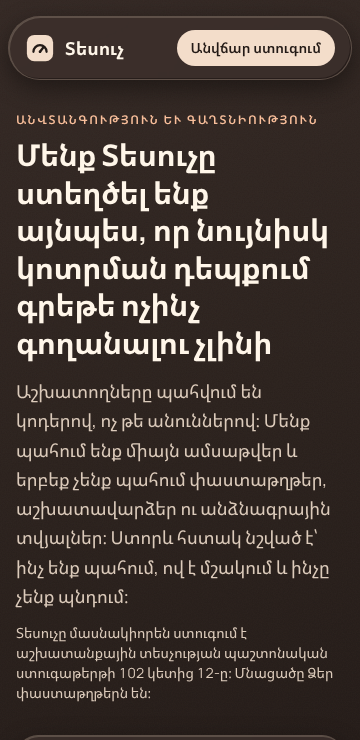 Տեսուչ
Անվճար ստուգում
ԱՆՎՏԱՆԳՈՒԹՅՈՒՆ ԵՒ ԳԱՂՏՆԻՈՒԹՅՈՒՆ
Մենք Տեսուչը
ստեղծել ենք
այնպես, որ նույնիսկ
կոտրման դեպքում
գրեթե ոչինչ
գողանալու չլինի
Աշխատողները պահվում են
կոդերով, ոչ թե անուններով։ Մենք
պահում ենք միայն ամսաթվեր և
երբեք չենք պահում փաստաթղթեր,
աշխատավարձեր ու անձնագրային
տվյալներ։ Ստորև հստակ նշված է՝
ինչ ենք պահում, ով է մշակում և ինչը
չենք պնդում։
Տեսուչը մասնակիորեն ստուգում է
աշխատանքային տեսչության պաշտոնական
ստուգաթերթի 102 կետից 12-ը։ Մնացածը Ձեր
փաստաթղթերն են։